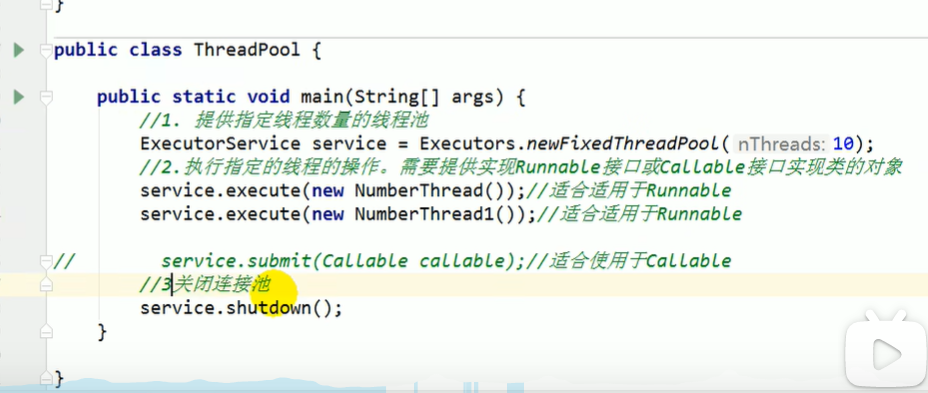 }
public class ThreadPool {
public static void main(String[] args) {
//1. 提供指定线程数量的线程池
ExecutorService service = Executors.newFixedThreadPool( nThreads: 10);
//2.执行指定的线程的操作。需要提供实现Runnable接口或Callable接口实现类的对象
service.execute(new NumberThread());//适合适用于Runnable
service.execute(new NumberThread1());//适合适用于Runnable
// service.submit(Callable callable);//适合使用于Callable
//3关闭连接池
service.shutdown();
}
}